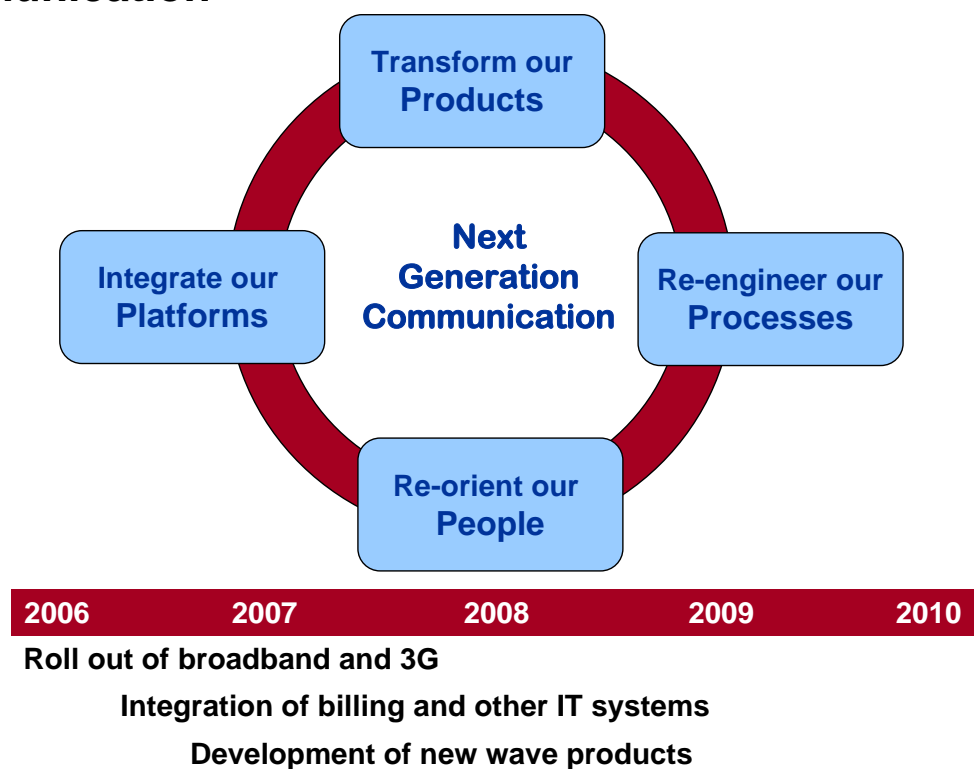 Transform our
Products
Next
Generation
Communication
Integrate our
Platforms
Re-engineer our
Processes
Re-orient our
People
2006 2007 2008 2009 2010
Roll out of broadband and 3G
Integration of billing and other IT systems
Development of new wave products